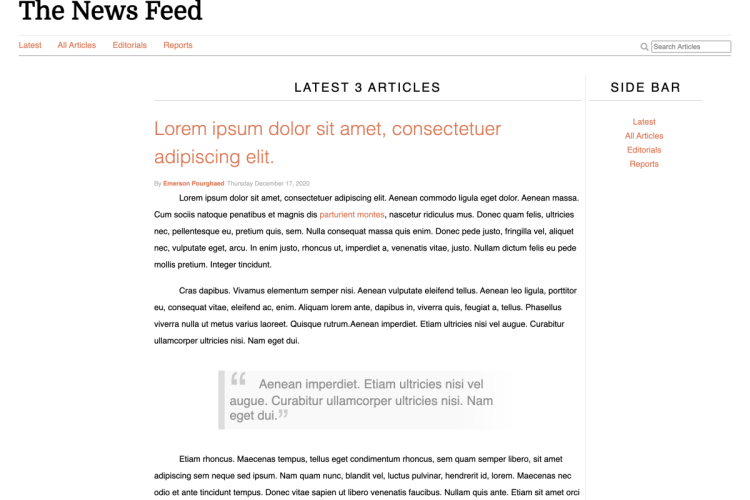 The News Feed
Latest All Articles Editorials Reports Search Articles
LATEST 3 ARTICLES
Lorem ipsum dolor sit amet, consectetuer
adipiscing elit.
By Emerson Pourghaed Thursday December 17, 2020
Lorem ipsum dolor sit amet, consectetuer adipiscing elit. Aenean commodo ligula eget dolor. Aenean massa.
Cum sociis natoque penatibus et magnis dis parturient montes, nascetur ridiculus mus. Donec quam felis, ultricies
nec, pellentesque eu, pretium quis, sem. Nulla consequat massa quis enim. Donec pede justo, fringilla vel, aliquet
nec, vulputate eget, arcu. In enim justo, rhoncus ut, imperdiet a, venenatis vitae, justo. Nullam dictum felis eu pede
mollis pretium. Integer tincidunt.
Cras dapibus. Vivamus elementum semper nisi. Aenean vulputate eleifend tellus. Aenean leo ligula, porttitor
eu, consequat vitae, eleifend ac, enim. Aliquam lorem ante, dapibus in, viverra quis, feugiat a, tellus. Phasellus
viverra nulla ut metus varius laoreet. Quisque rutrum.Aenean imperdiet. Etiam ultricies nisi vel augue. Curabitur
ullamcorper ultricies nisi. Nam eget dui.
“ Aenean imperdiet. Etiam ultricies nisi vel
augue. Curabitur ullamcorper ultricies nisi. Nam
eget dui.”
Etiam rhoncus. Maecenas tempus, tellus eget condimentum rhoncus, sem quam semper libero, sit amet
adipiscing sem neque sed ipsum. Nam quam nunc, blandit vel, luctus pulvinar, hendrerit id, lorem. Maecenas nec
odio et ante tincidunt tempus. Donec vitae sapien ut libero venenatis faucibus. Nullam quis ante. Etiam sit amet orci
SIDE BAR
Latest
All Articles
Editorials
Reports